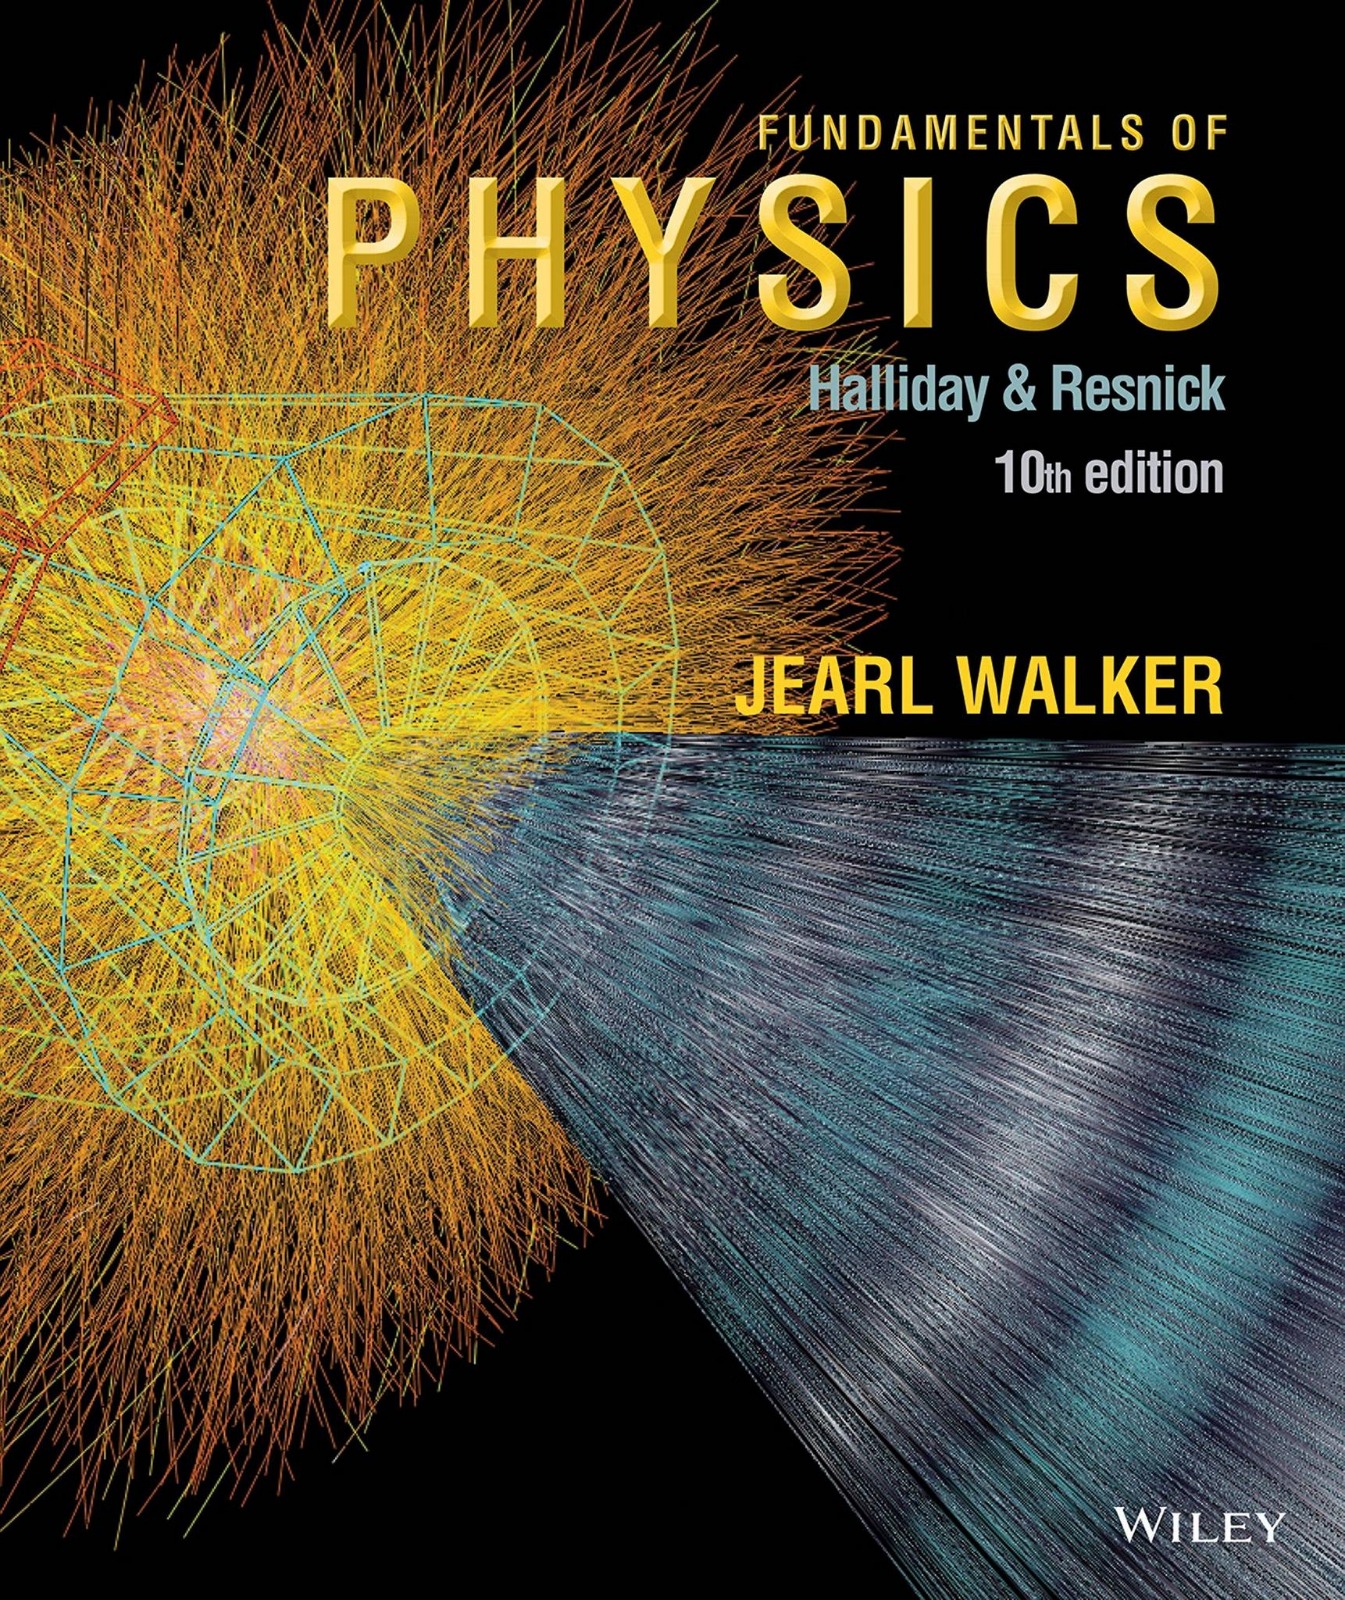 FUNDAMENTALS OF
PHYSICS
Halliday & Resnick
10th edition
JEARL WALKER
WILEY